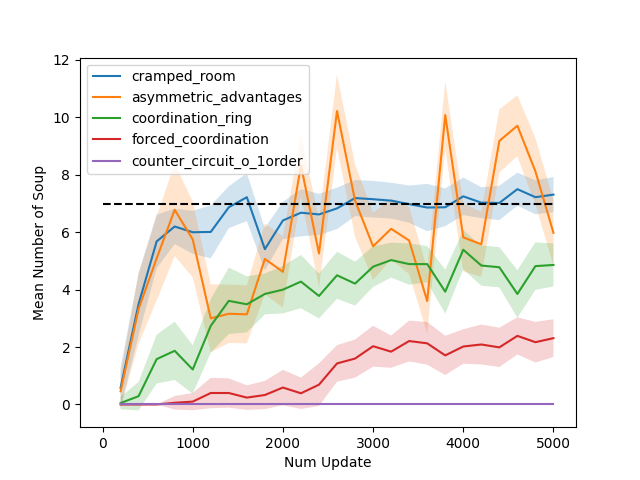 12
10
8
6
4
2
0
Mean Number of Soup
cramped_room
asymmetric_advantages
coordination_ring
forced_coordination
counter_circuit_o_1order
0 1000 2000 3000 4000 5000
Num Update